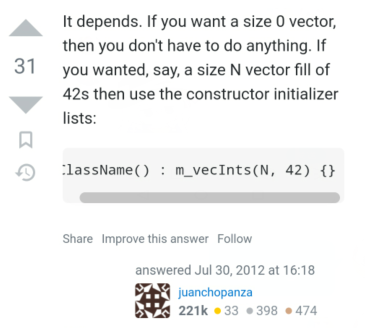 It depends. If you want a size 0 vector,
then you don't have to do anything. If
you wanted, say, a size N vector fill of
31
42s then use the constructor initializer
lists:
ClassName() : m_vecInts(N, 42) {}
Share Improve this answer Follow
answered Jul 30, 2012 at 16:18
juanchopanza
221k 33 398 474